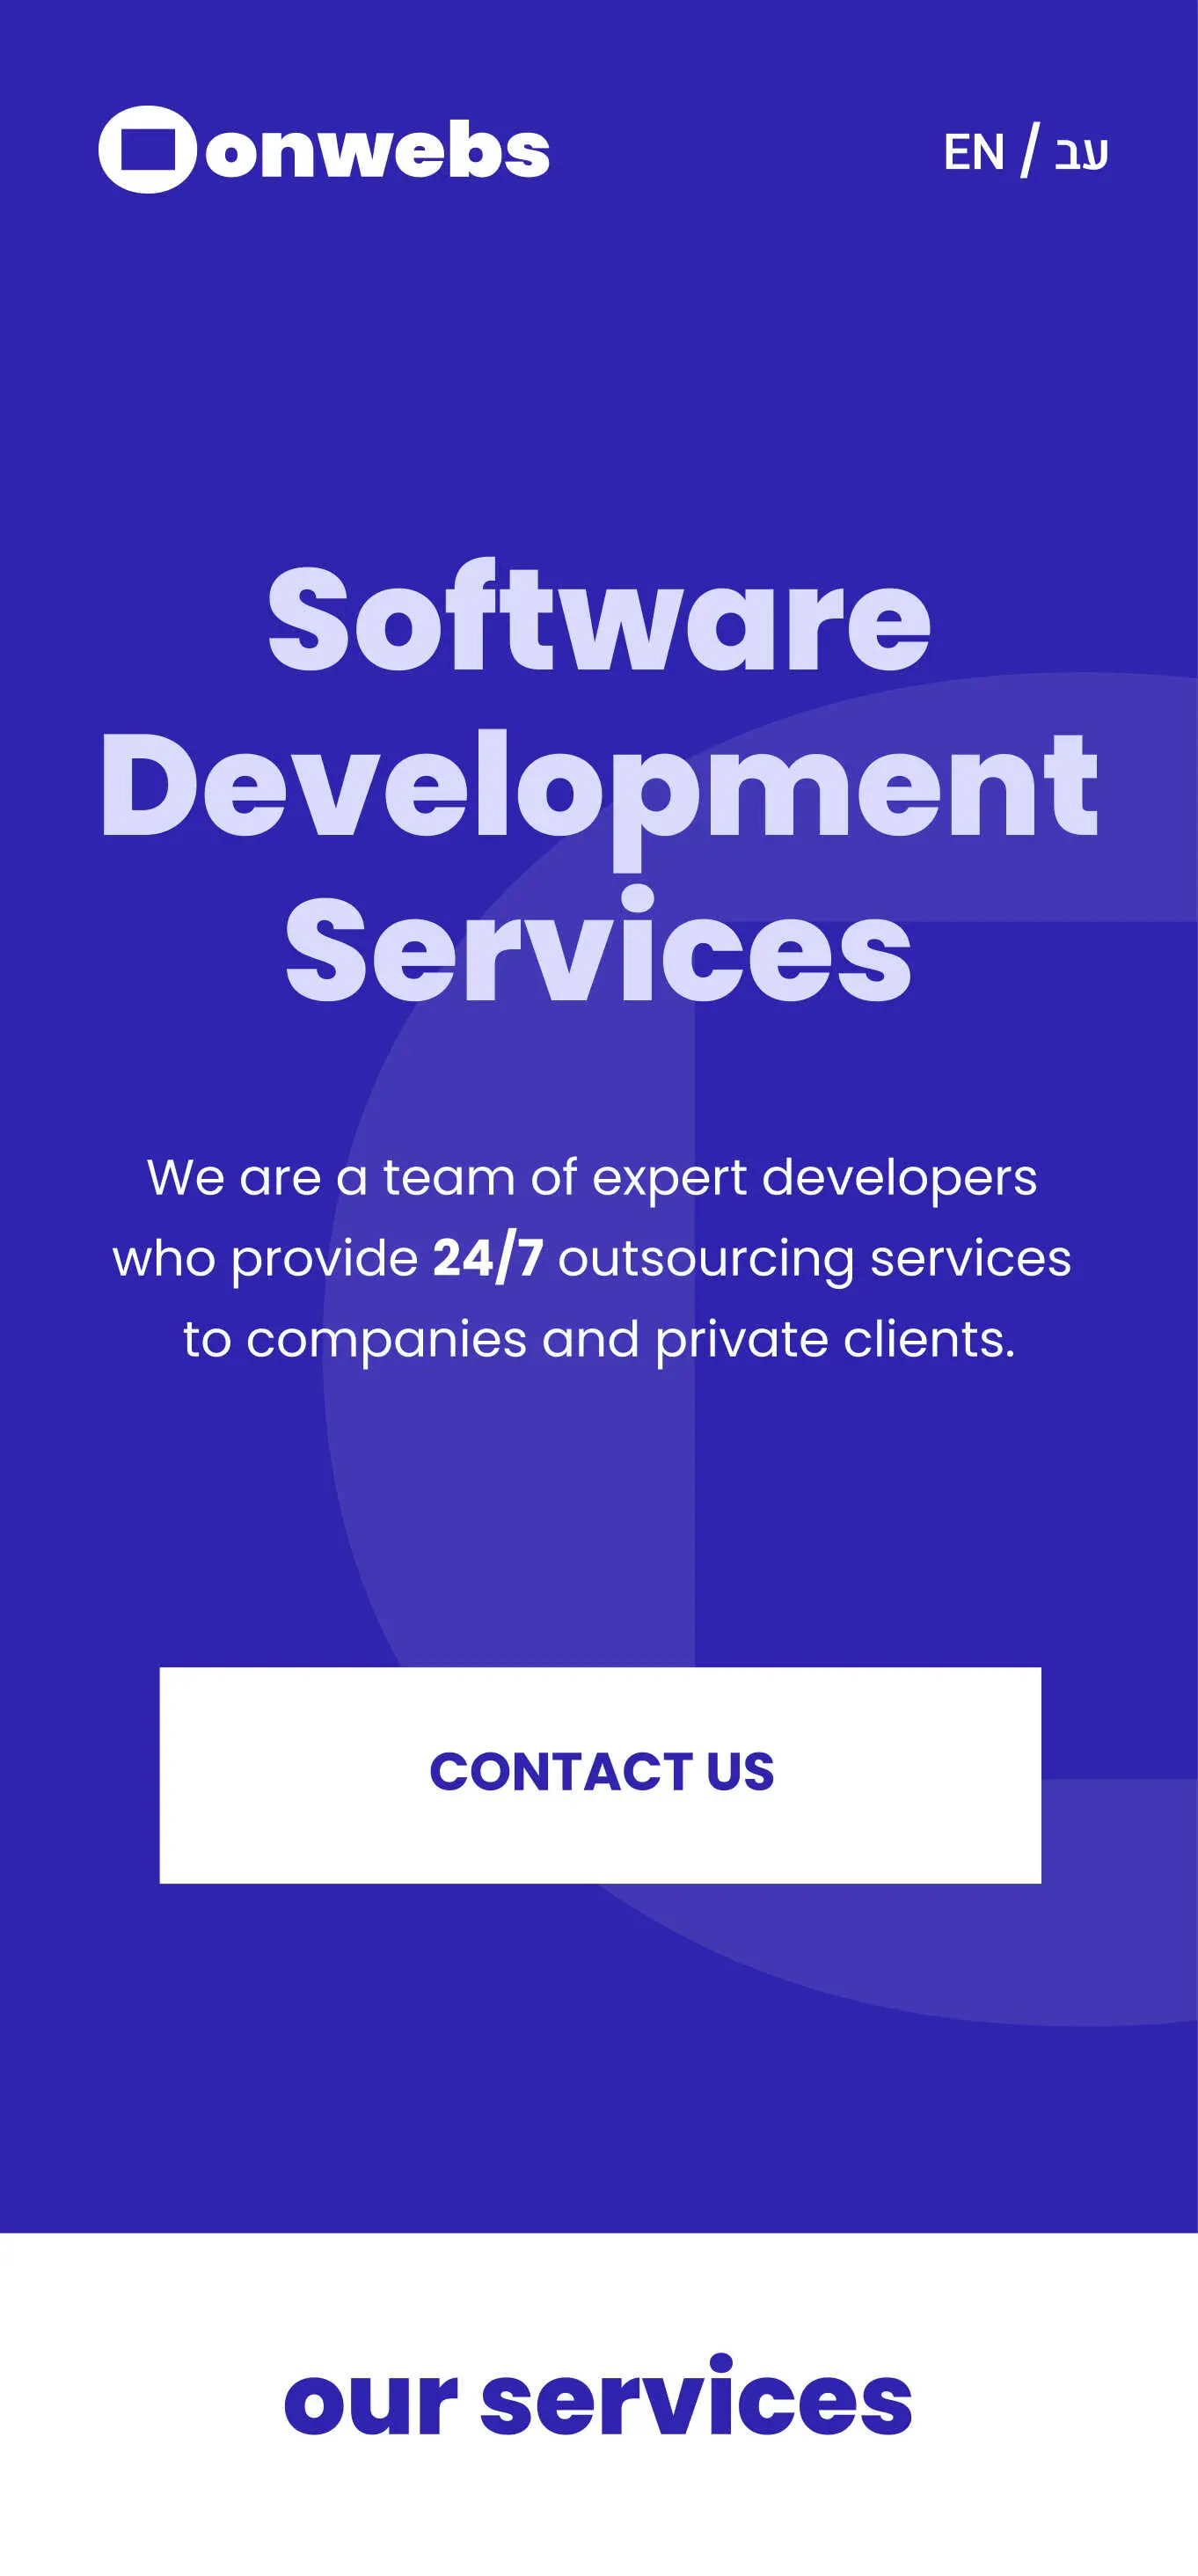 onwebs
EN / עב
Software
Development
Services
We are a team of expert developers
who provide 24/7 outsourcing services
to companies and private clients.
CONTACT US
our services